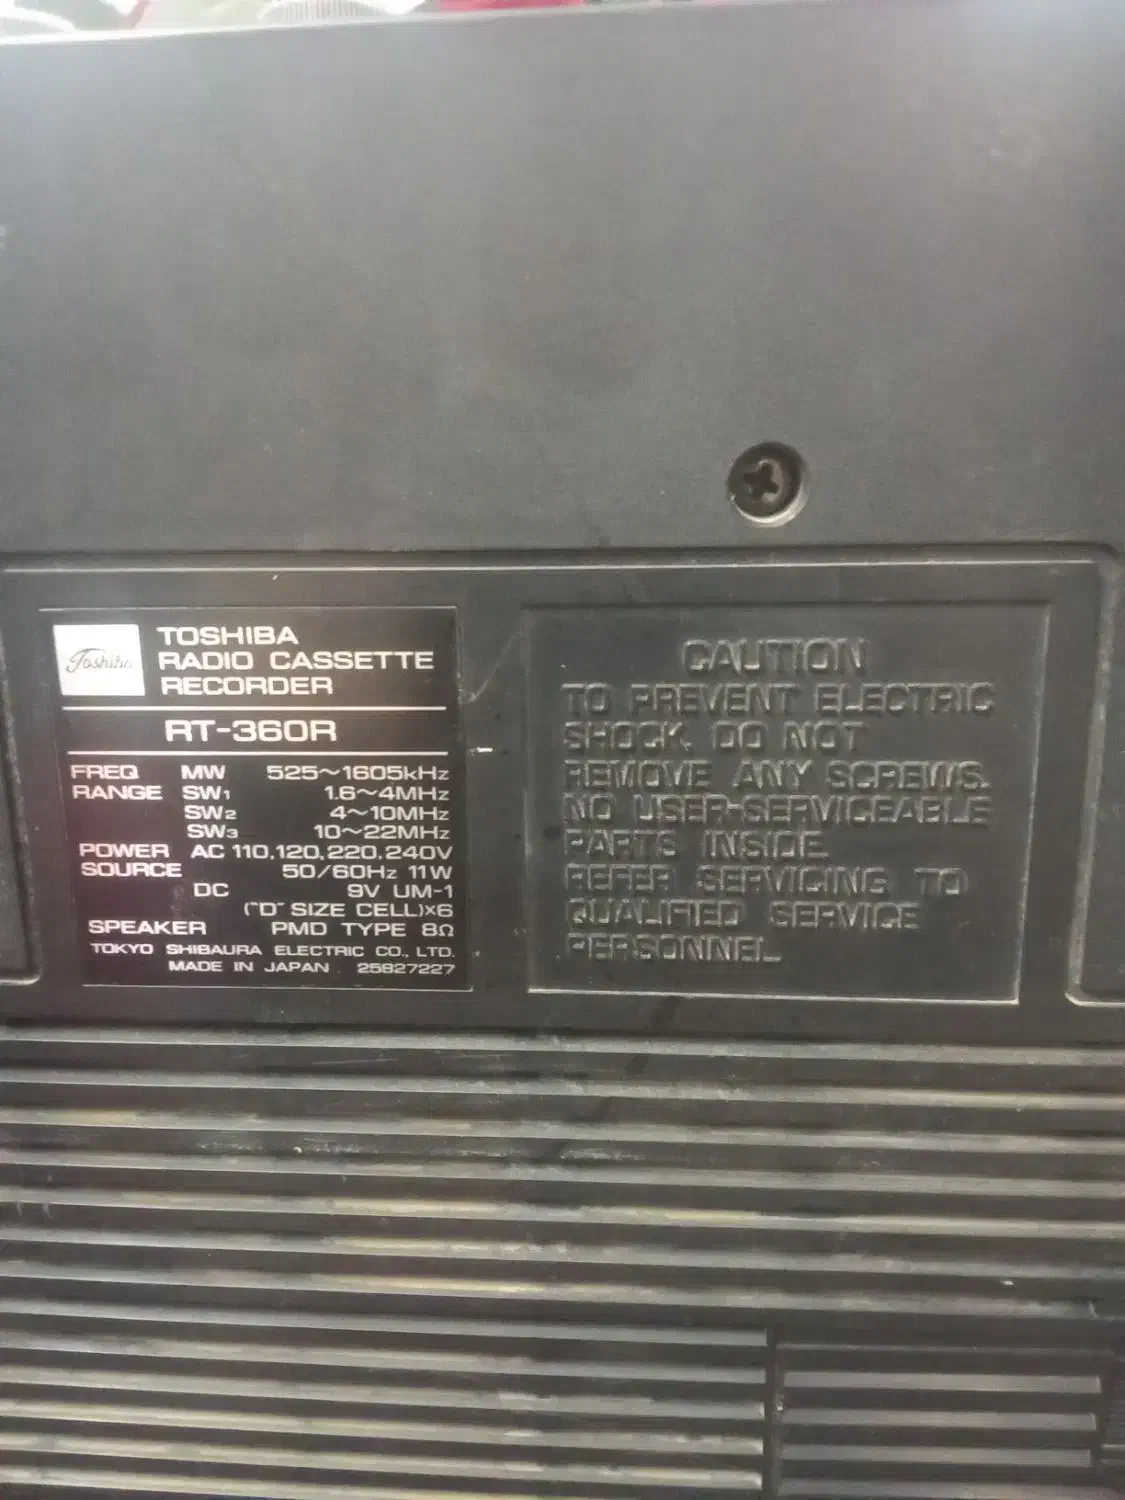 Toshiba
TOSHIBA
RADIO CASSETTE
RECORDER
RT-360R
FREQ MW 525~1605kHz
RANGE SW1 1.6~4MHz
SW2 4~10MHz
SW3 10~22MHz
POWER AC 110,120,220,240V
SOURCE 50/60Hz 11W
DC 9V UM-1
("D" SIZE CELL)×6
SPEAKER PMD TYPE 8Ω
TOKYO SHIBAURA ELECTRIC CO., LTD.
MADE IN JAPAN 25827227
CAUTION
TO PREVENT ELECTRIC
SHOCK, DO NOT
REMOVE ANY SCREWS.
NO USER-SERVICEABLE
PARTS INSIDE.
REFER SERVICING TO
QUALIFIED SERVICE
PERSONNEL